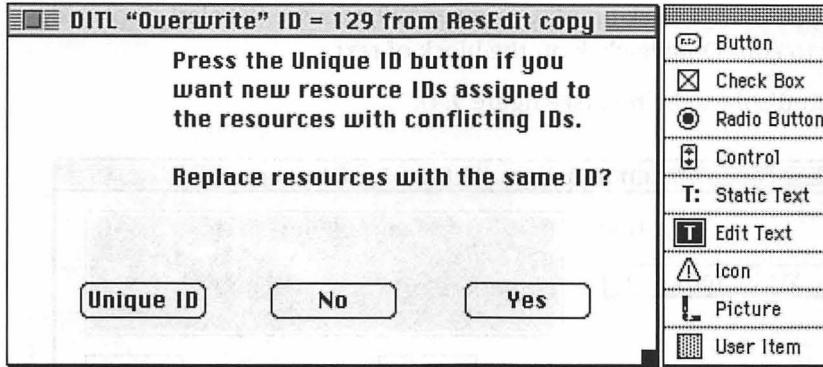 DITL “Overwrite” ID = 129 from ResEdit copy
Press the Unique ID button if you
want new resource IDs assigned to
the resources with conflicting IDs.
Replace resources with the same ID?
Unique ID
No
Yes
Button
Check Box
Radio Button
Control
T: Static Text
T Edit Text
Icon
Picture
User Item